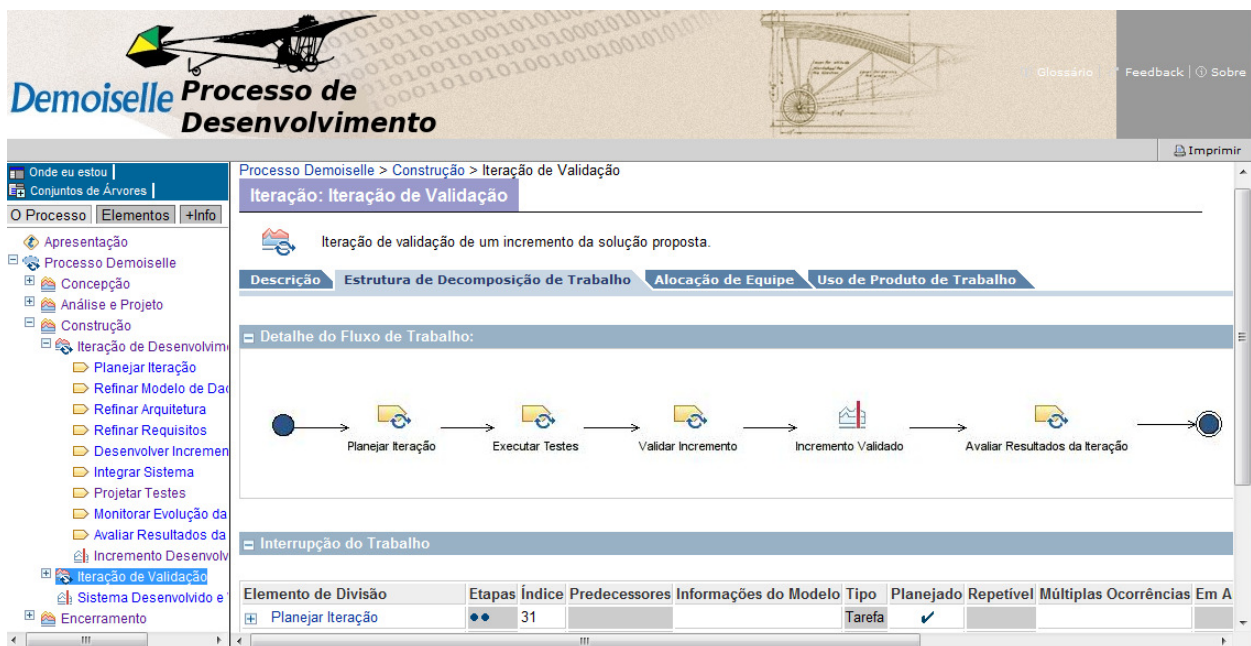 Demoiselle Processo de
Desenvolvimento
Glossário Feedback | Sobre
Imprimir
Onde eu estou |
Conjuntos de Árvores |
O Processo Elementos +Info
Apresentação
Processo Demoiselle
Concepção
Análise e Projeto
Construção
Iteração de Desenvolvim
Planejar Iteração
Refinar Modelo de Dad
Refinar Arquitetura
Refinar Requisitos
Desenvolver Incremen
Integrar Sistema
Projetar Testes
Monitorar Evolução da
Avaliar Resultados da
Incremento Desenvolv
Iteração de Validação
Sistema Desenvolvido e
Encerramento
Processo Demoiselle > Construção > Iteração de Validação
Iteração: Iteração de Validação
Iteração de validação de um incremento da solução proposta.
Descrição Estrutura de Decomposição de Trabalho Alocação de Equipe Uso de Produto de Trabalho
Detalhe do Fluxo de Trabalho:
Planejar Iteração Executar Testes Validar Incremento Incremento Validado Avaliar Resultados da Iteração
Interrupção do Trabalho
Elemento de Divisão Etapas Índice Predecessores Informações do Modelo Tipo Planejado Repetível Múltiplas Ocorrências Em A
Planejar Iteração 31 Tarefa